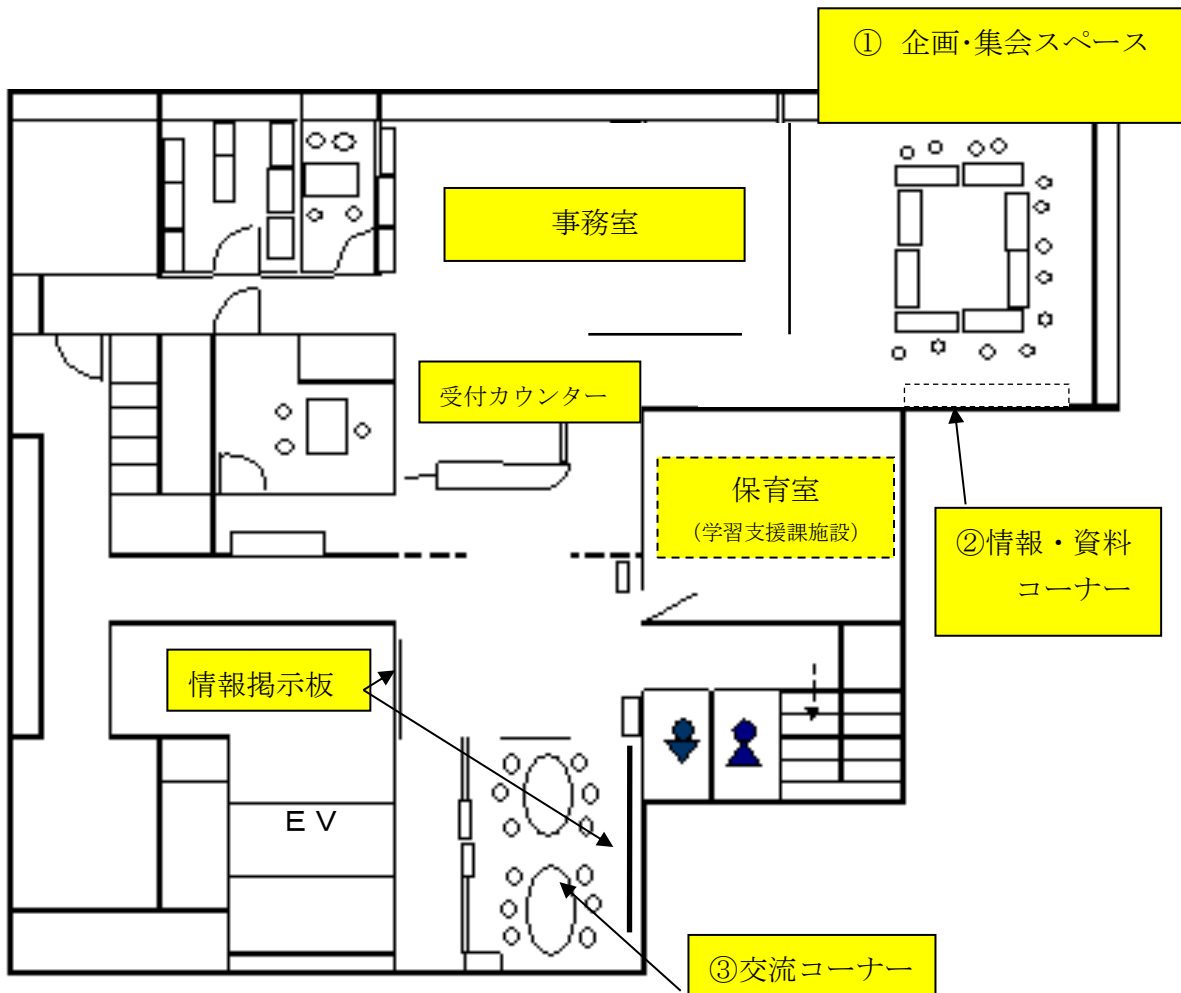 ① 企画・集会スペース
事務室
受付カウンター
保育室
（学習支援課施設）
②情報・資料
コーナー
情報掲示板
ＥＶ
③交流コーナー